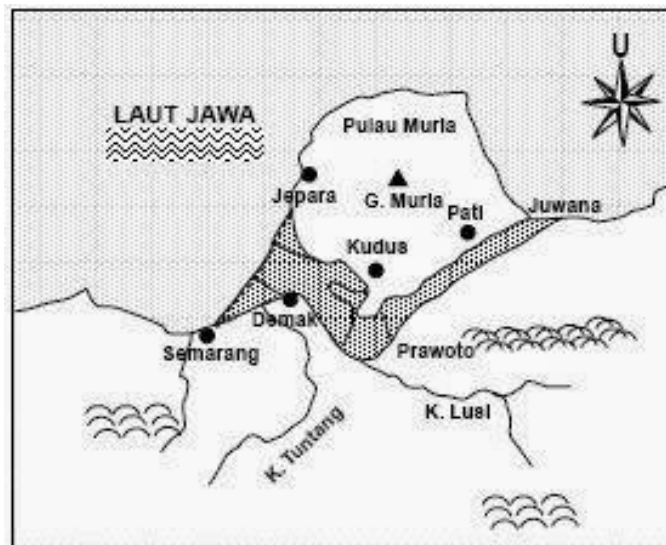 U
LAUT JAWA
Pulau Muria
Jepara
G. Muria
Pati
Juwana
Kudus
Demak
Semarang
Prawoto
K. Lusi
K. Tuntang